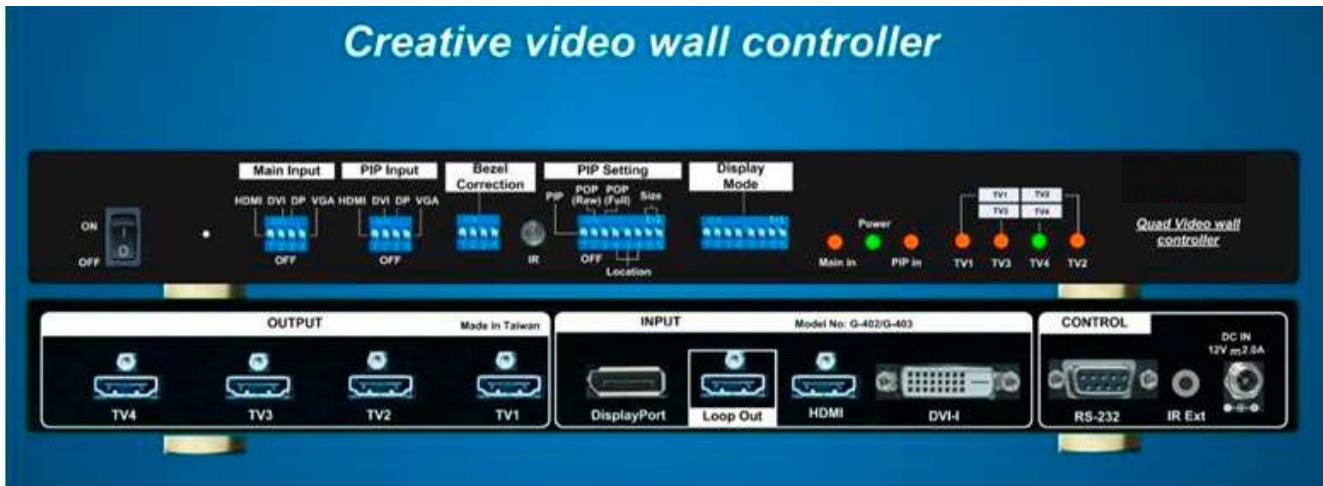 Creative video wall controller
Main Input PIP Input Bezel Correction PIP Setting Display Mode
HDMI DVI DP VGA HDMI DVI DP VGA PIP POP (Raw) POP (Full) Size
ON
OFF
OFF OFF IR OFF
Location
Power
Main in PIP in
TV1
TV3
TV4
TV1 TV3 TV4 TV2
Quad Video wall
controller
OUTPUT Made in Taiwan INPUT Model No: G-402/G-403 CONTROL
DC IN
12V 2.0A
TV4 TV3 TV2 TV1 DisplayPort Loop Out HDMI DVI-I RS-232 IR Ext